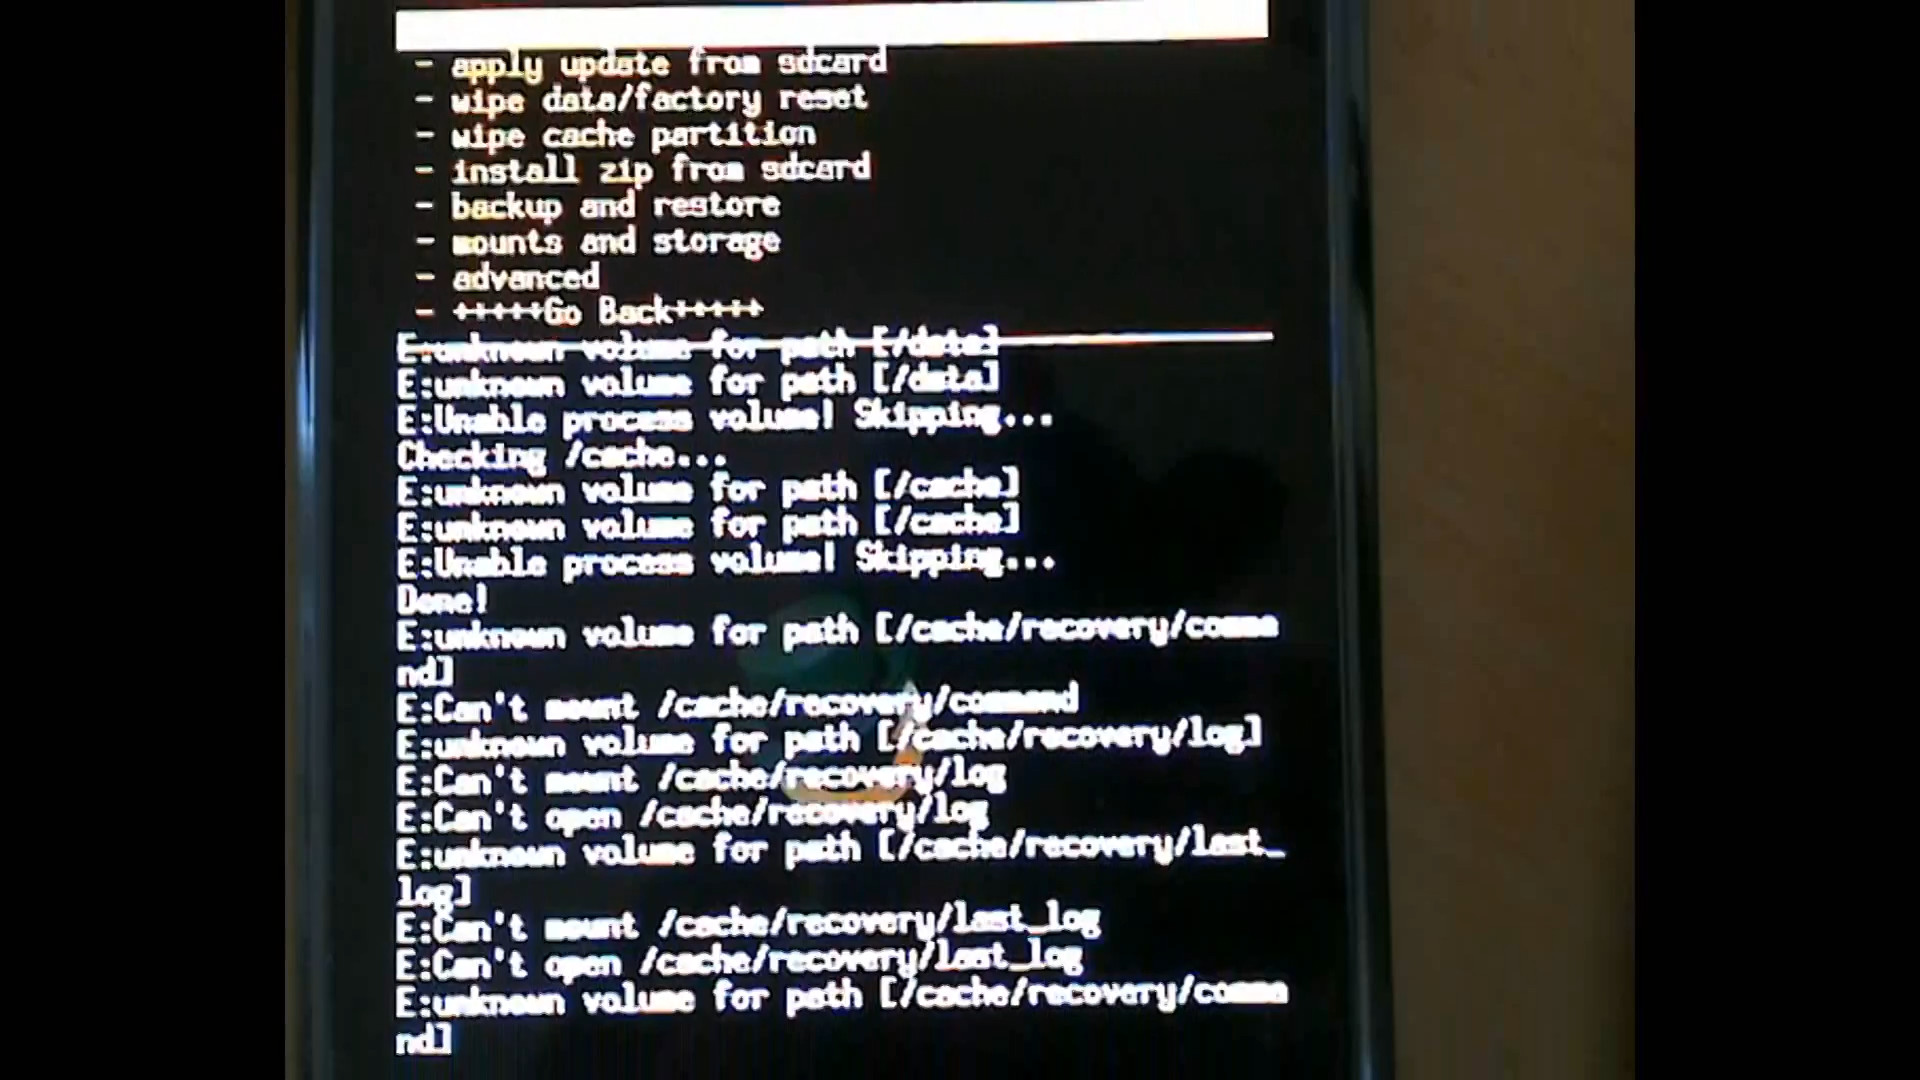 - apply update from sdcard
- wipe data/factory reset
- wipe cache partition
- install zip from sdcard
- backup and restore
- mounts and storage
- advanced
- +++++Go Back+++++
E:unknown volume for path [/data]
E:unknown volume for path [/data]
E:Unable process volume! Skipping...
Checking /cache...
E:unknown volume for path [/cache]
E:unknown volume for path [/cache]
E:Unable process volume! Skipping...
Done!
E:unknown volume for path [/cache/recovery/comma
nd]
E:Can't mount /cache/recovery/command
E:unknown volume for path [/cache/recovery/log]
E:Can't mount /cache/recovery/log
E:Can't open /cache/recovery/log
E:unknown volume for path [/cache/recovery/last_
log]
E:Can't mount /cache/recovery/last_log
E:Can't open /cache/recovery/last_log
E:unknown volume for path [/cache/recovery/comma
nd]